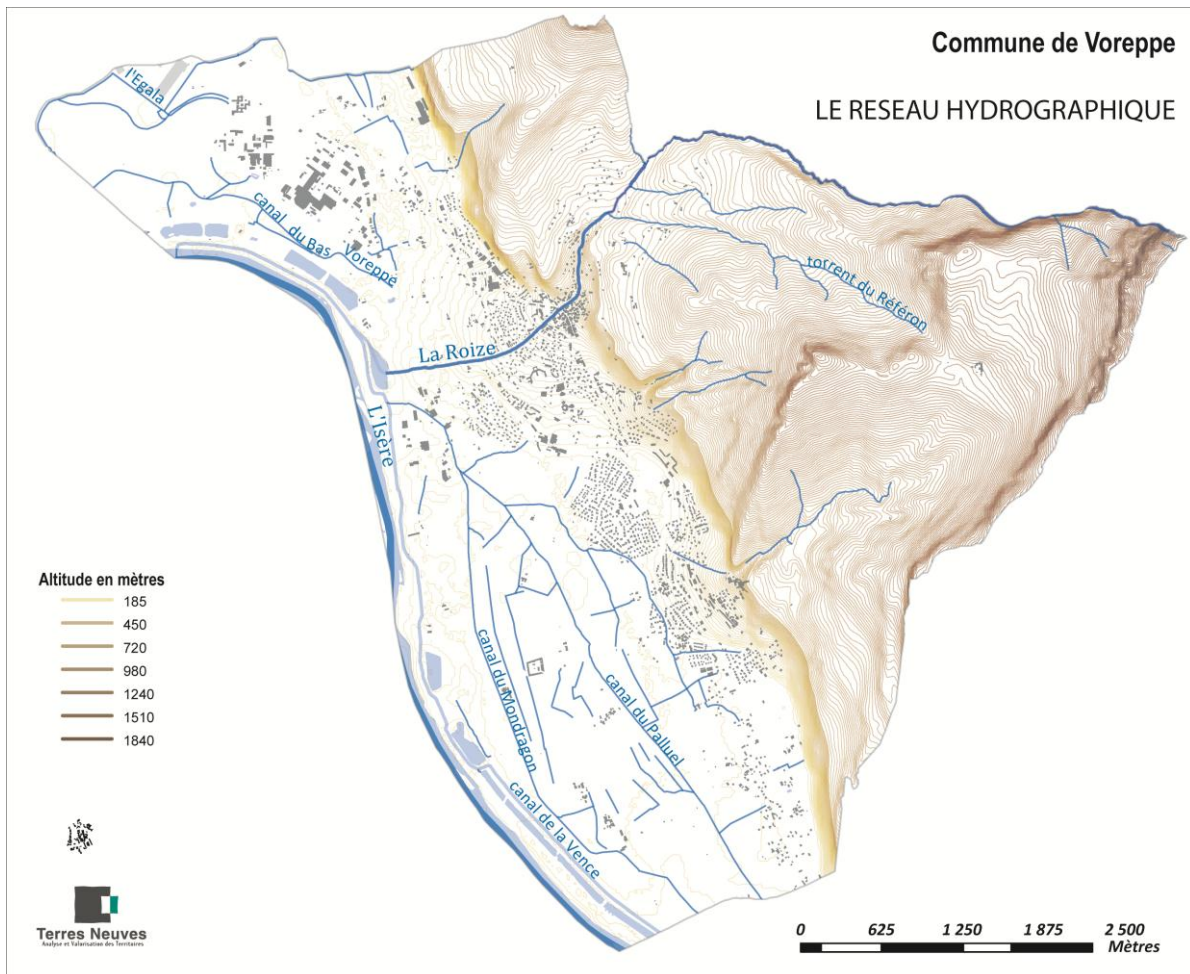 Commune de Voreppe
LE RESEAU HYDROGRAPHIQUE
l'Egala
canal du Bas Voreppe
torrent du Référon
La Roize
L'Isère
canal du Mondragon
canal du Palluel
canal de la Vence
Altitude en mètres
185
450
720
980
1240
1510
1840
Terres Neuves
Analyse et Valorisation des Territoires
0 625 1 250 1 875 2 500
Mètres